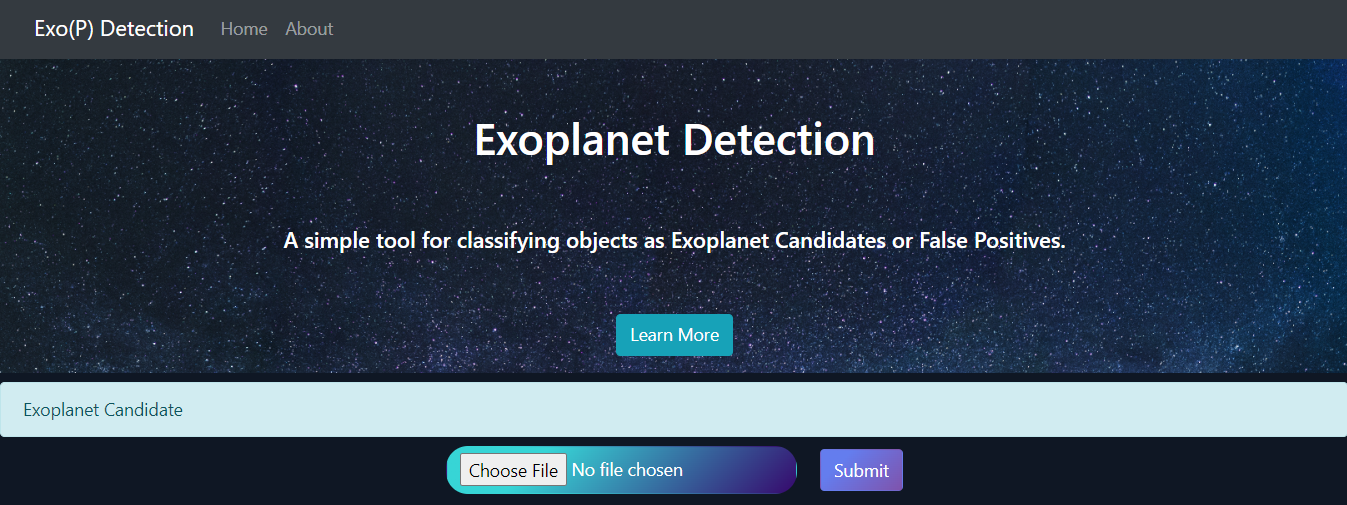 Exo(P) Detection Home About
Exoplanet Detection
A simple tool for classifying objects as Exoplanet Candidates or False Positives.
Learn More
Exoplanet Candidate
Choose File No file chosen Submit